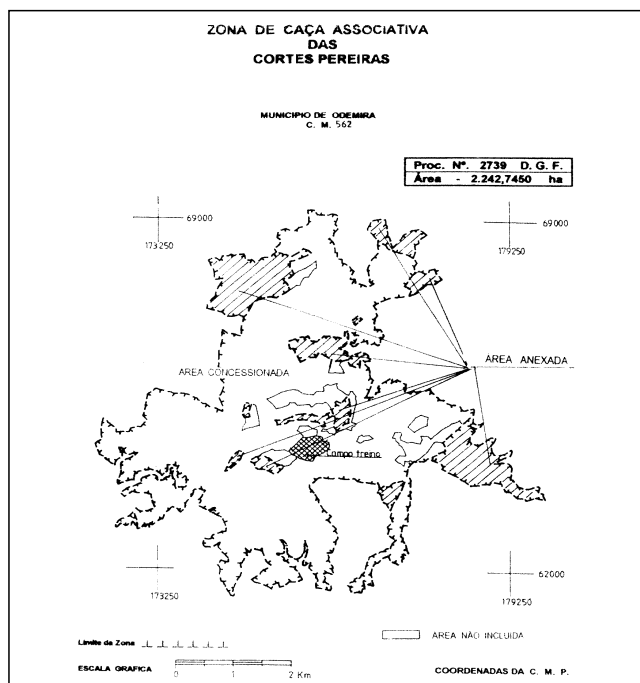 ZONA DE CAÇA ASSOCIATIVA
DAS
CORTES PEREIRAS
MUNICIPIO DE ODEMIRA
C. M. 562
Proc. Nº. 2739 D. G. F.
Área - 2.242,7450 ha
69000
173250
69000
179250
AREA CONCESSIONADA
AREA ANEXADA
Campo treino
173250
62000
179250
Limite da Zona
AREA NÃO INCLUIDA
ESCALA GRAFICA
0 2 Km
COORDENADAS DA C. M. P.